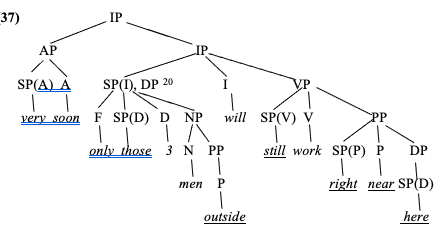 (37) IP
AP IP
SP(A) A SP(I), DP 20 I VP
very soon F SP(D) D NP will SP(V) V PP
only those 3 N PP still work SP(P) P DP
men P right near SP(D)
outside here